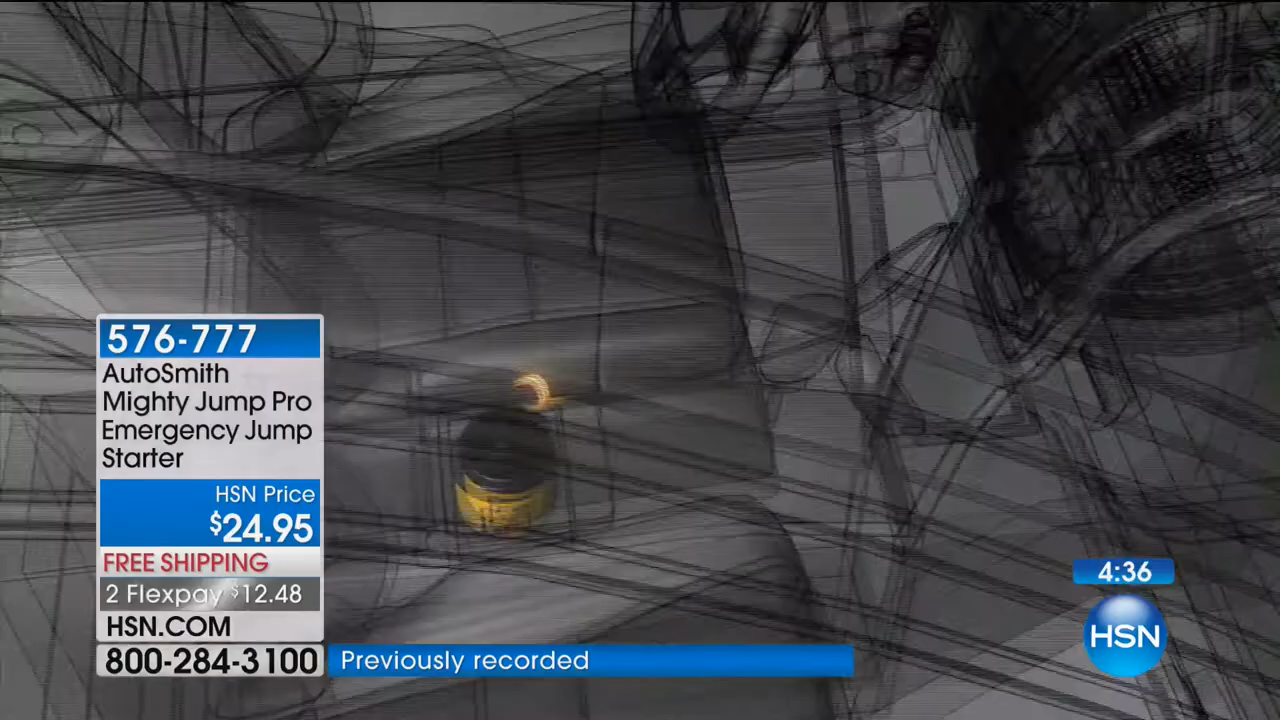 576-777
AutoSmith
Mighty Jump Pro
Emergency Jump
Starter
HSN Price
$24.95
FREE SHIPPING
2 Flexpay $12.48
HSN.COM
800-284-3100
Previously recorded
4:36
HSN